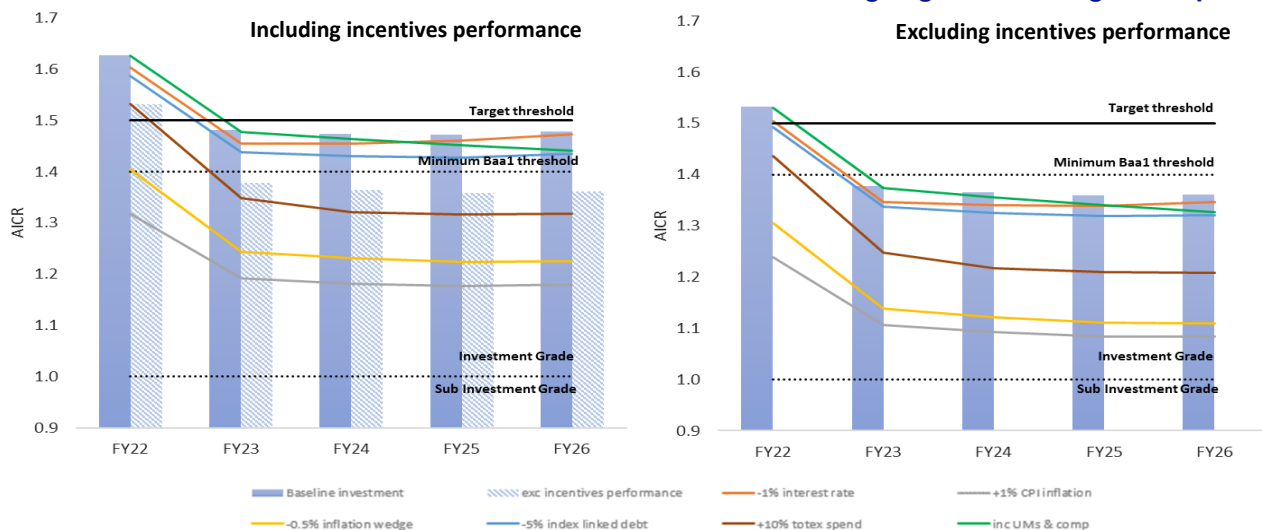 Including incentives performance
1.7
1.6
1.5
1.4
1.3
1.2
1.1
1.0
0.9
AICR
Target threshold
Minimum Baa1 threshold
Investment Grade
Sub Investment Grade
FY22 FY23 FY24 FY25 FY26
Excluding incentives performance
1.7
1.6
1.5
1.4
1.3
1.2
1.1
1.0
0.9
AICR
Target threshold
Minimum Baa1 threshold
Investment Grade
Sub Investment Grade
FY22 FY23 FY24 FY25 FY26
Baseline investment exc incentives performance -1% interest rate +1% CPI inflation
-0.5% inflation wedge -5% index linked debt +10% totex spend inc UMs & comp